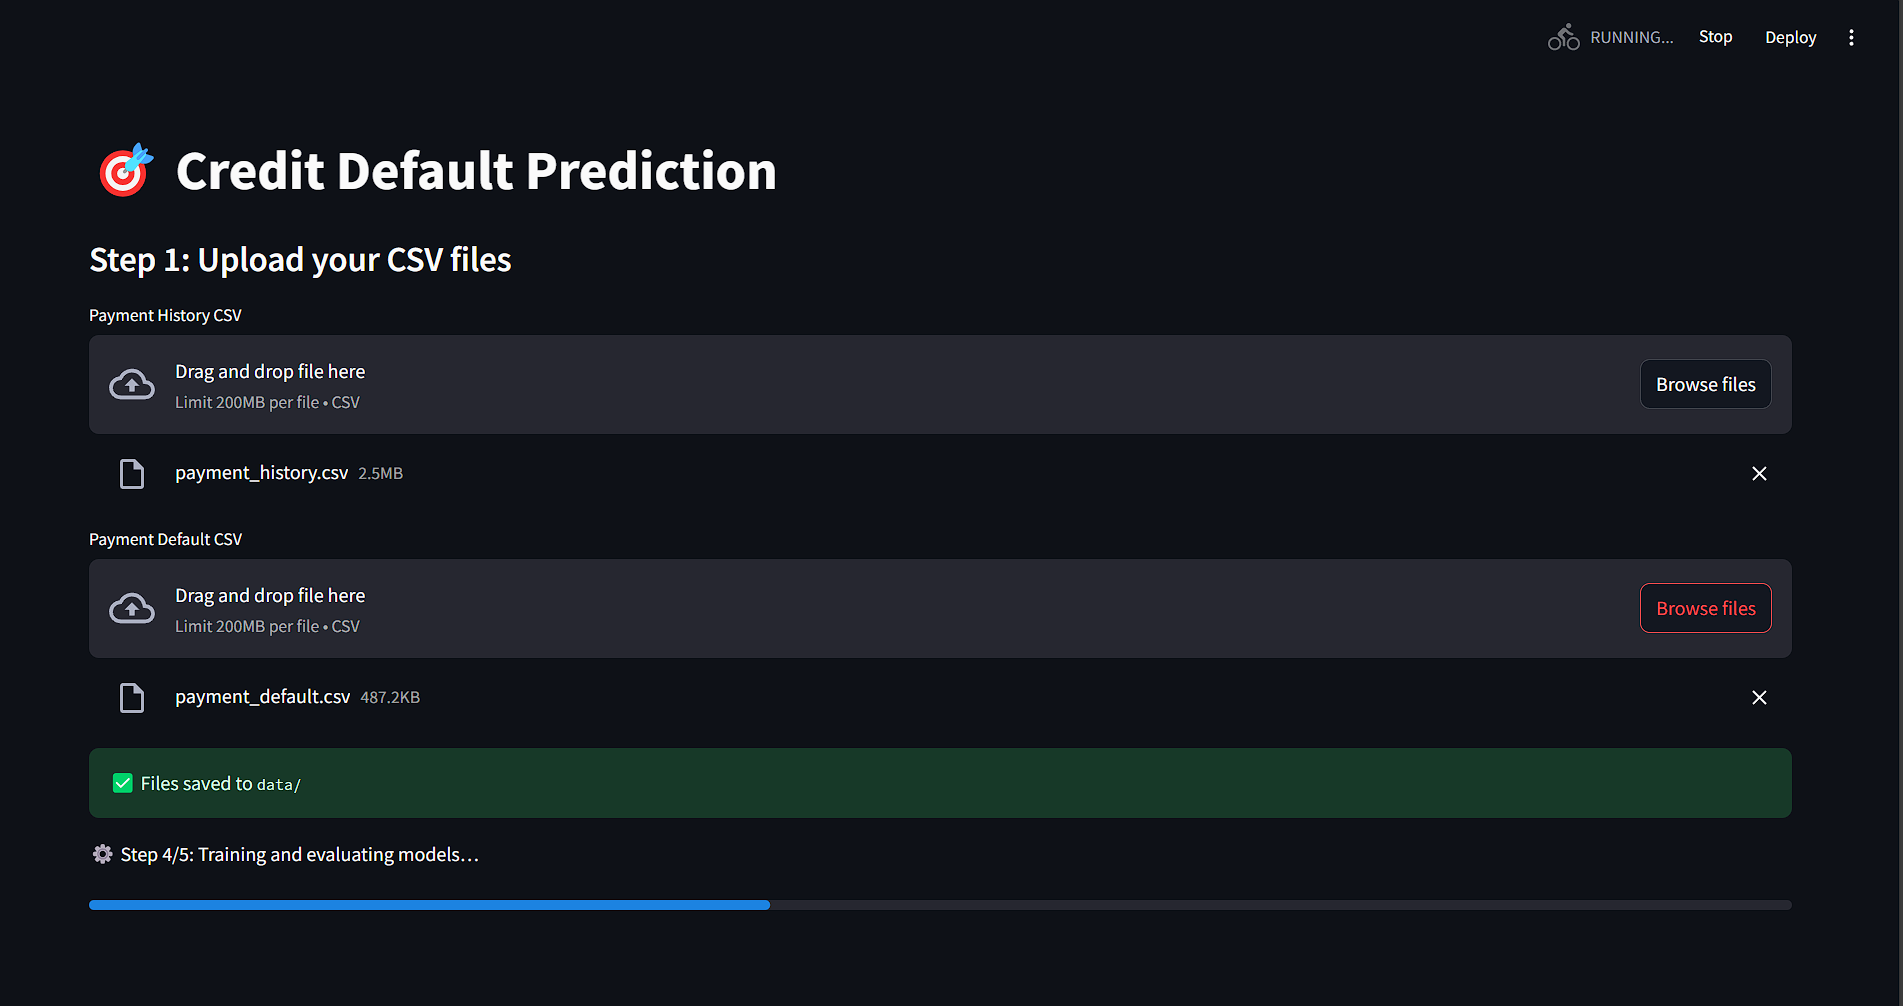 RUNNING...
Stop
Deploy
Credit Default Prediction
Step 1: Upload your CSV files
Payment History CSV
Drag and drop file here
Limit 200MB per file • CSV
Browse files
payment_history.csv 2.5MB
Payment Default CSV
Drag and drop file here
Limit 200MB per file • CSV
Browse files
payment_default.csv 487.2KB
Files saved to data/
Step 4/5: Training and evaluating models…